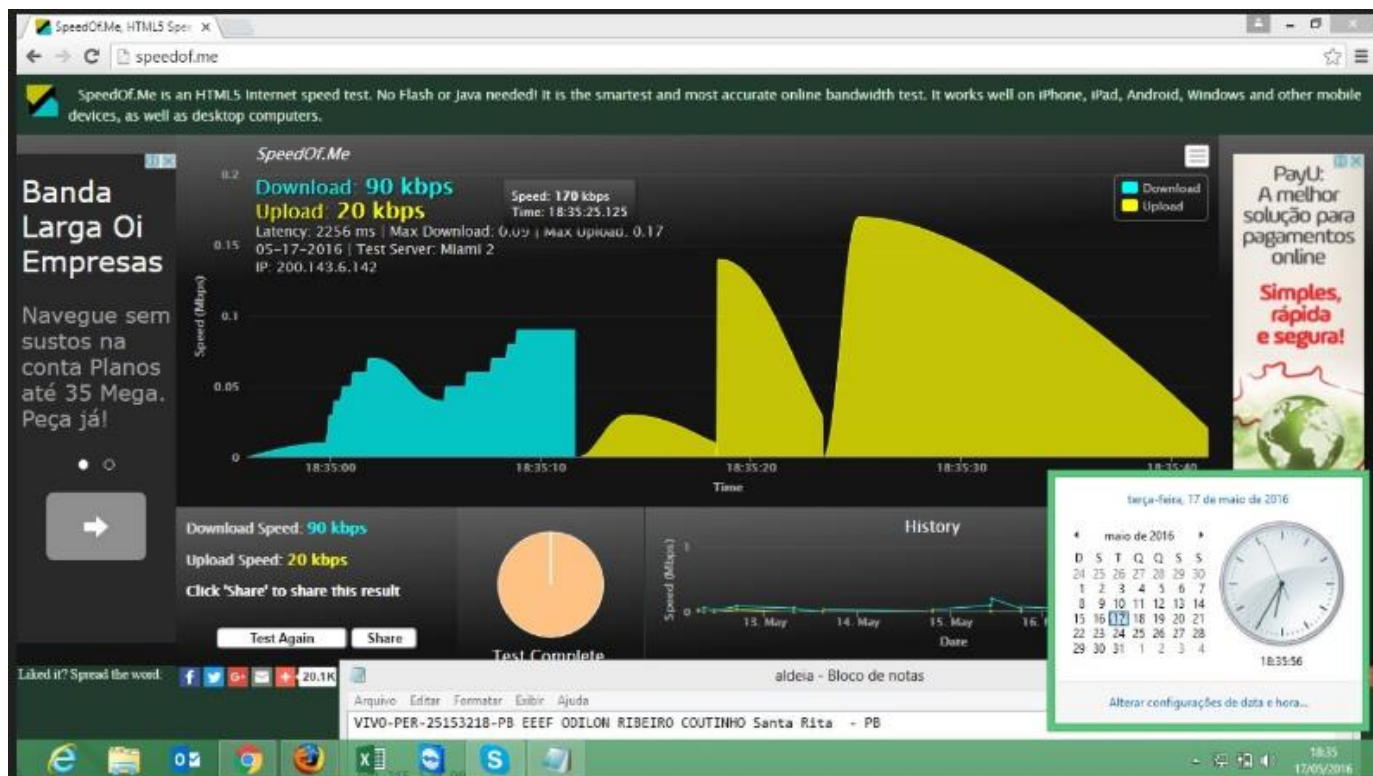 SpeedOf.Me, HTML5 Spee
speedof.me
SpeedOf.Me is an HTML5 Internet speed test. No Flash or Java needed! It is the smartest and most accurate online bandwidth test. It works well on iPhone, iPad, Android, Windows and other mobile
devices, as well as desktop computers.
Banda
Larga Oi
Empresas
Navegue sem
sustos na
conta Planos
até 35 Mega.
Peça já!
SpeedOf.Me
Download: 90 kbps
Upload: 20 kbps
Latency: 2256 ms | Max Download: 0.09 | Max Upload: 0.17
05-17-2016 | Test Server: Miami 2
IP: 200.143.6.142
Speed: 170 kbps
Time: 18:35:25.125
Download
Upload
Speed (Mbps)
0.2
0.15
0.1
0.05
0
18:35:00 18:35:10 18:35:20 18:35:30 18:35:40
Time
PayU:
A melhor
solução para
pagamentos
online
Simples,
rápida
e segura!
Download Speed: 90 kbps
Upload Speed: 20 kbps
Click 'Share' to share this result
Test Again Share
Test Complete
History
Speed (Mbps)
1
0
13. May 14. May 15. May 16.
Date
terça-feira, 17 de maio de 2016
maio de 2016
D S T Q Q S S
24 25 26 27 28 29 30
1 2 3 4 5 6 7
8 9 10 11 12 13 14
15 16 17 18 19 20 21
22 23 24 25 26 27 28
29 30 31 1 2 3 4
18:35:56
Alterar configurações de data e hora...
Liked it? Spread the word: 20.1K
aldeia - Bloco de notas
Arquivo Editar Formatar Exibir Ajuda
VIVO-PER-25153218-PB EEEF ODILON RIBEIRO COUTINHO Santa Rita - PB
18:35
17/05/2016